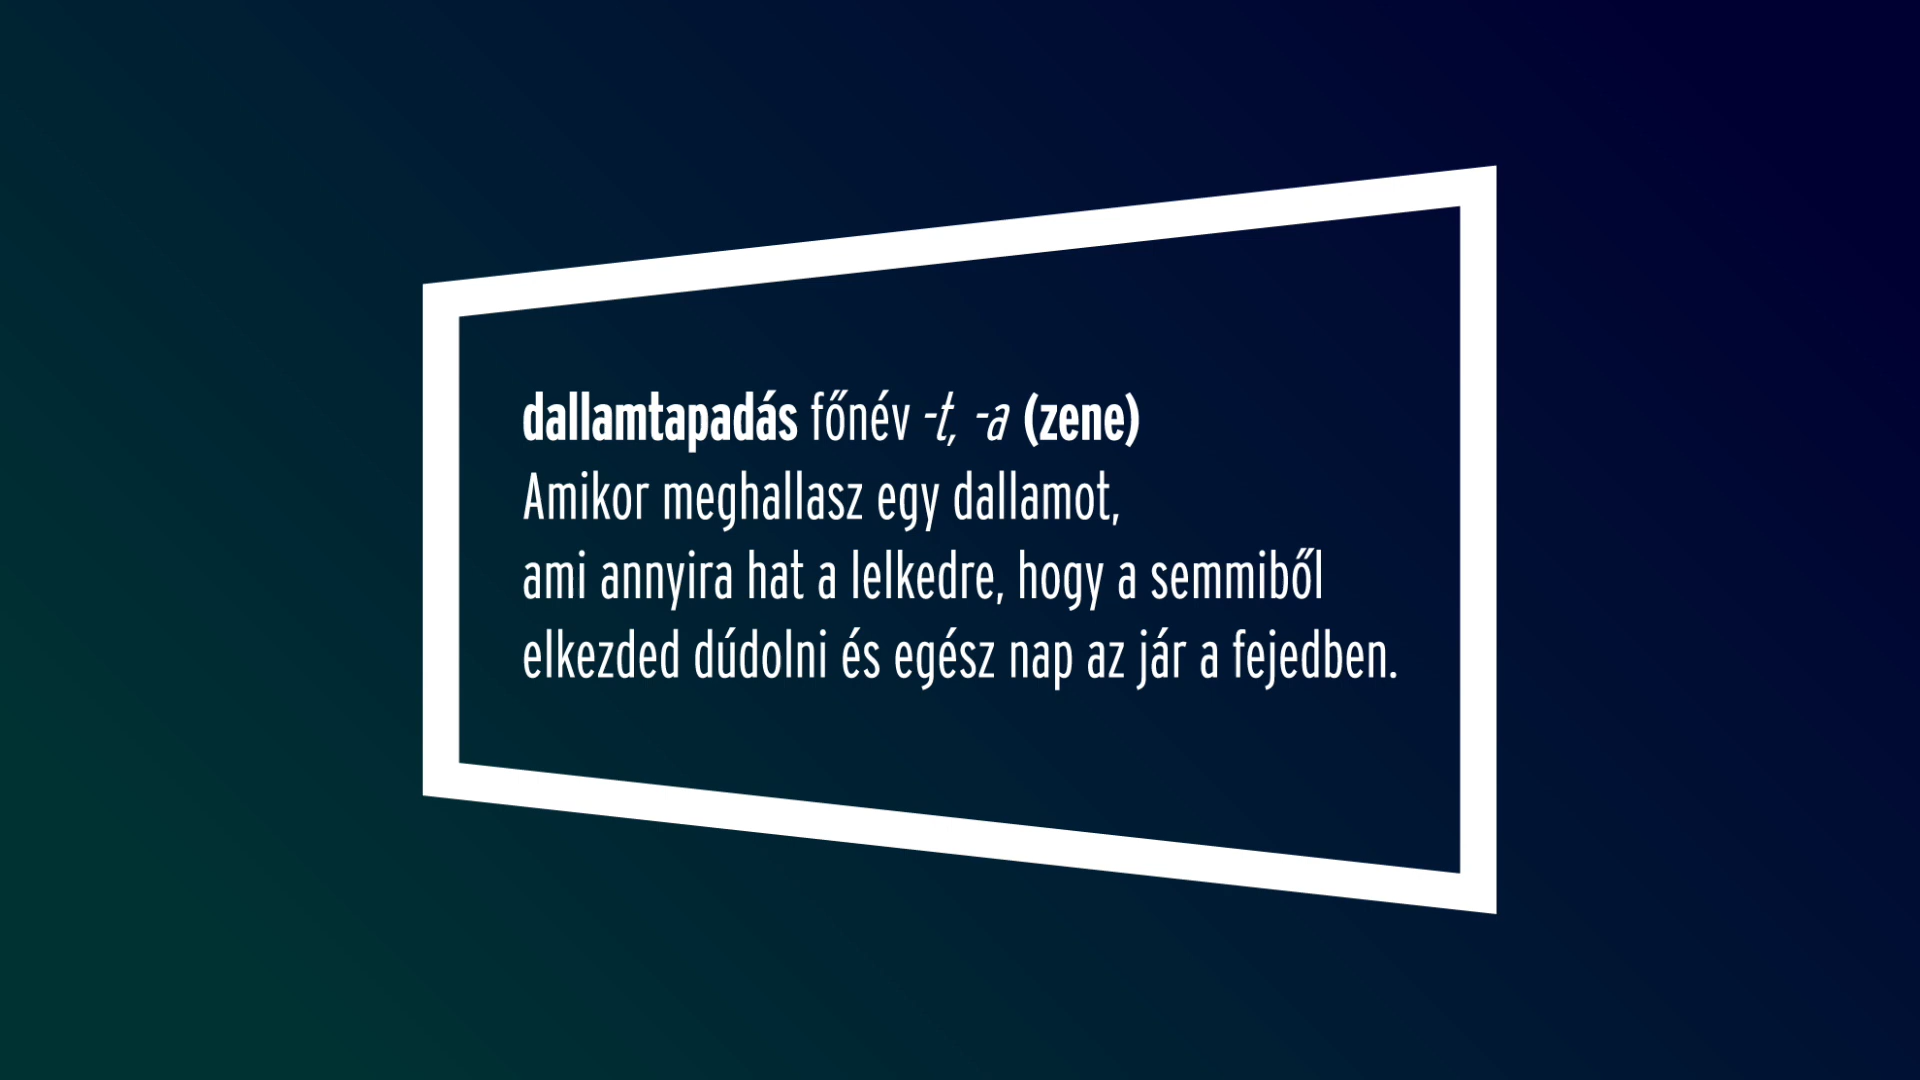 dallamtapadás főnév -t, -a (zene)
Amikor meghallasz egy dallamot,
ami annyira hat a lelkedre, hogy a semmiből
elkezded dúdolni és egész nap az jár a fejedben.